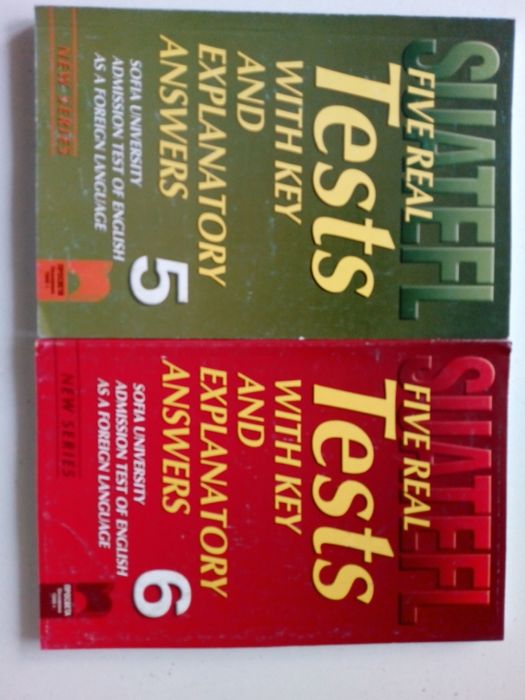 SUATEFL
FIVE REAL
Tests
WITH KEY
AND
EXPLANATORY
ANSWERS
SOFIA UNIVERSITY
ADMISSION TEST OF ENGLISH
AS A FOREIGN LANGUAGE
5
NEW SERIES
SUATEFL
FIVE REAL
Tests
WITH KEY
AND
EXPLANATORY
ANSWERS
SOFIA UNIVERSITY
ADMISSION TEST OF ENGLISH
AS A FOREIGN LANGUAGE
6
NEW SERIES